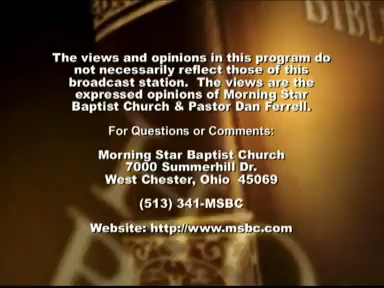 BIBL
The views and opinions in this program do
not necessarily reflect those of this
broadcast station. The views are the
expressed opinions of Morning Star
Baptist Church & Pastor Dan Ferrell.
For Questions or Comments:
Morning Star Baptist Church
7000 Summerhill Dr.
West Chester, Ohio 45069
(513) 341-MSBC
Website: http://www.msbc.com